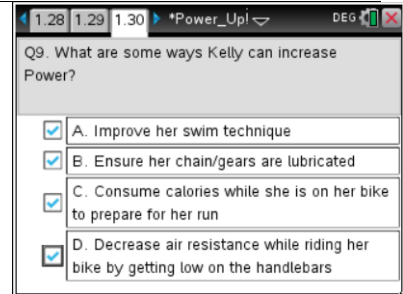 1.28 1.29 1.30 *Power_Up! DEG
Q9. What are some ways Kelly can increase
Power?
A. Improve her swim technique
B. Ensure her chain/gears are lubricated
C. Consume calories while she is on her bike
to prepare for her run
D. Decrease air resistance while riding her
bike by getting low on the handlebars